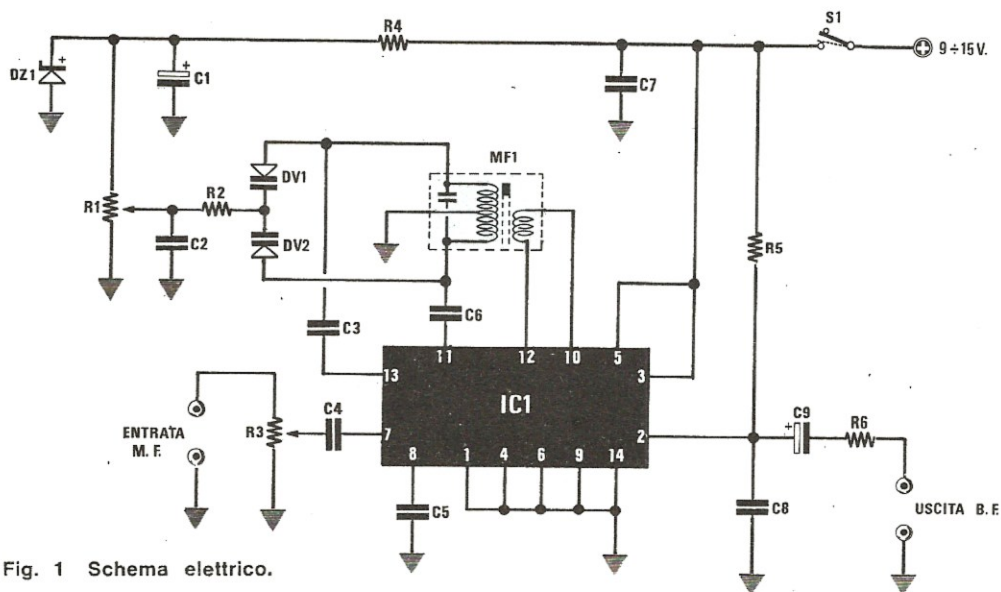 S1
R4
9÷15V.
DZ1
C1
C7
MF1
DV1
R2
R1
DV2
C2
R5
C6
C3
11 12 10 5
13 3
IC1
C4
C9
R6
ENTRATA
M. F.
R3
7 2
8 1 4 6 9 14
C5
C8
USCITA B.F.
Fig. 1 Schema elettrico.